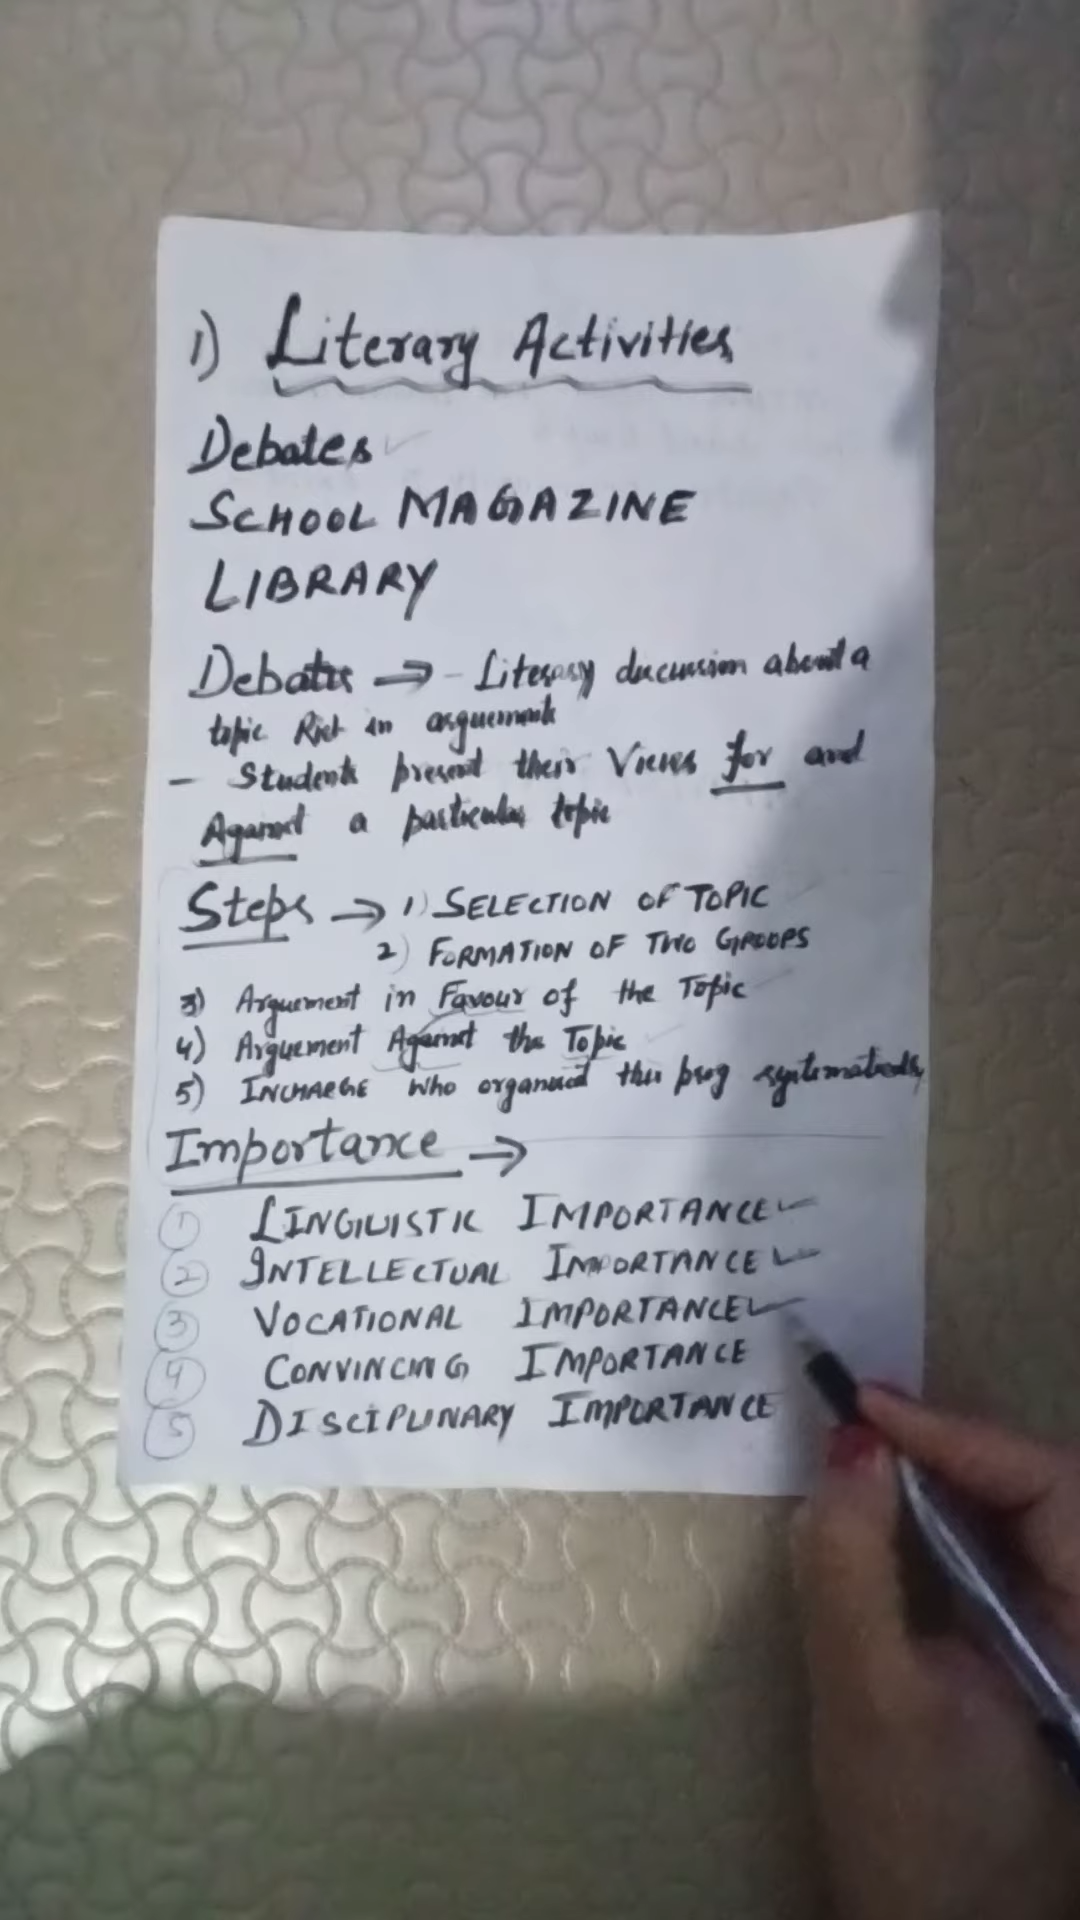 1) Literary Activities
Debates
SCHOOL MAGAZINE
LIBRARY
Debates → - Literary discussion about a
topic Rich in arguements
- Students present their Views for and
Against a particular topic
Steps → 1) SELECTION OF TOPIC
2) FORMATION OF TWO GROUPS
3) Arguement in Favour of the Topic
4) Arguement Against the Topic
5) INCHARGE who organised this prog systematically
Importance →
1 LINGUISTIC IMPORTANCE
2 INTELLECTUAL IMPORTANCE
3 VOCATIONAL IMPORTANCE
4 CONVINCING IMPORTANCE
5 DISCIPLINARY IMPORTANCE